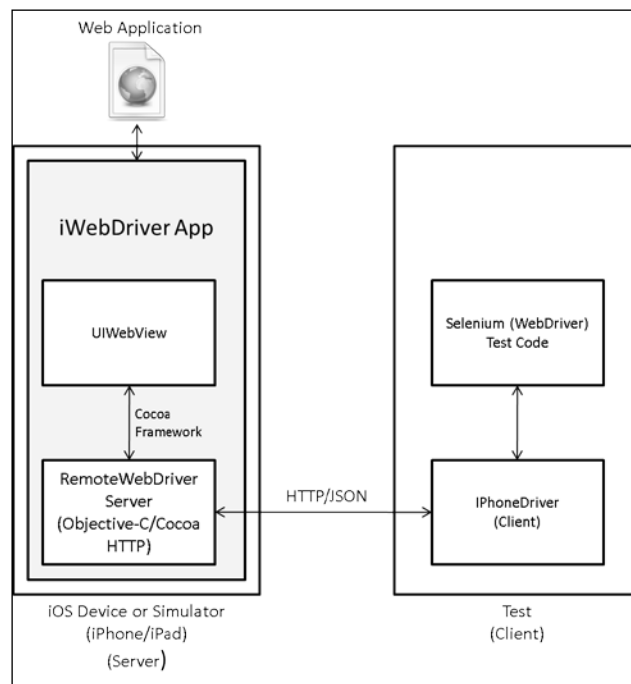 Web Application
iWebDriver App
UIWebView
Cocoa
Framework
RemoteWebDriver
Server
(Objective-C/Cocoa
HTTP)
iOS Device or Simulator
(iPhone/iPad)
(Server)
HTTP/JSON
Selenium (WebDriver)
Test Code
IPhoneDriver
(Client)
Test
(Client)